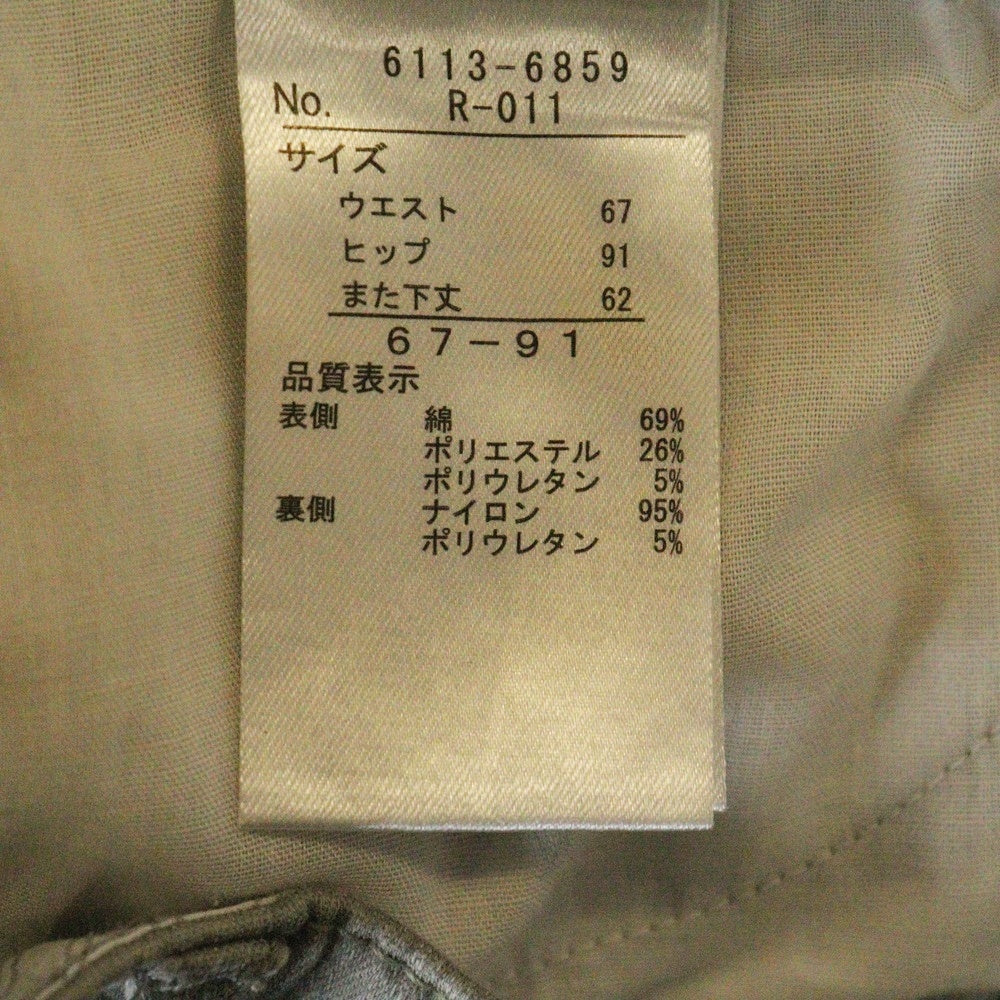 6113-6859
No. R-011
サイズ
ウエスト 67
ヒップ 91
また下丈 62
67-91
品質表示
表側 綿 69%
ポリエステル 26%
ポリウレタン 5%
裏側 ナイロン 95%
ポリウレタン 5%